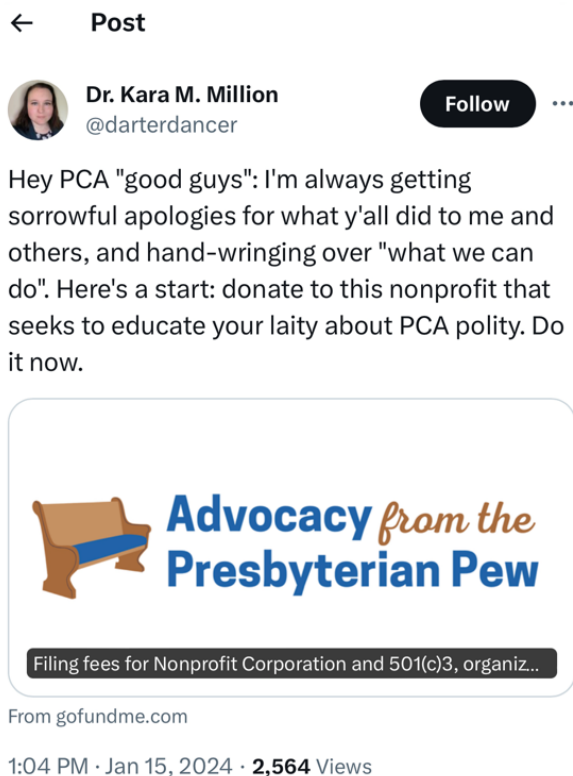 Post
Dr. Kara M. Million
@darterdancer
Follow
Hey PCA "good guys": I'm always getting
sorrowful apologies for what y'all did to me and
others, and hand-wringing over "what we can
do". Here's a start: donate to this nonprofit that
seeks to educate your laity about PCA polity. Do
it now.
Advocacy from the
Presbyterian Pew
Filing fees for Nonprofit Corporation and 501(c)3, organiz...
From gofundme.com
1:04 PM · Jan 15, 2024 · 2,564 Views